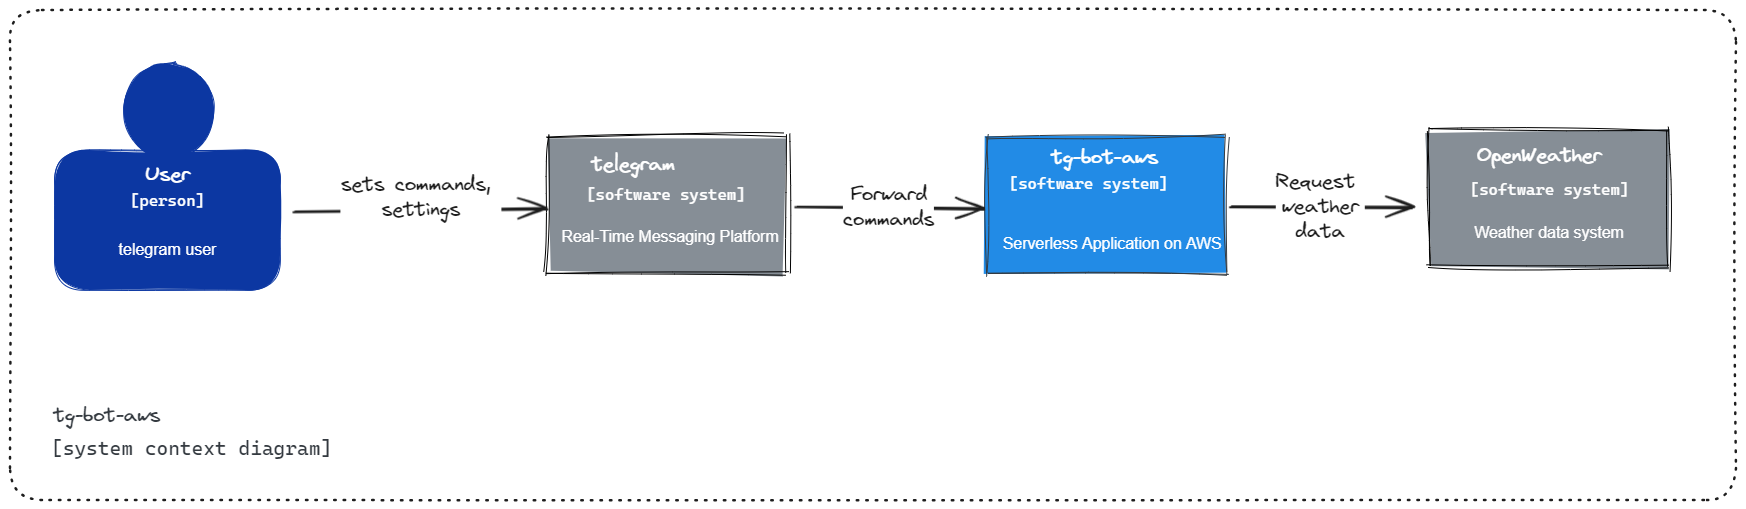 User
[person]
telegram user
sets commands,
settings
telegram
[software system]
Real-Time Messaging Platform
Forward
commands
tg-bot-aws
[software system]
Serverless Application on AWS
Request
weather
data
OpenWeather
[software system]
Weather data system
tg-bot-aws
[system context diagram]